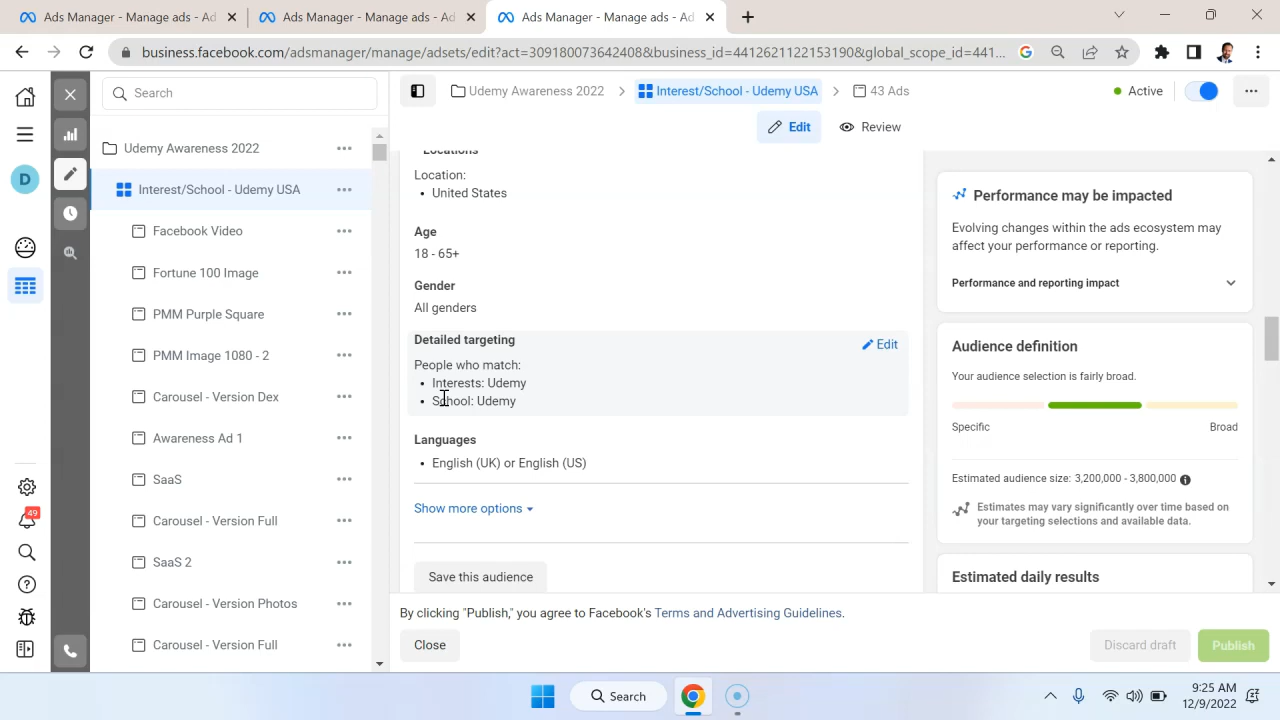 Ads Manager - Manage ads - Ad
Ads Manager - Manage ads - Ad
Ads Manager - Manage ads - Ad
business.facebook.com/adsmanager/manage/adsets/edit?act=309180073642408&business_id=4412621122153190&global_scope_id=441...
Search
Udemy Awareness 2022
Interest/School - Udemy USA
43 Ads
Active
Edit
Review
D
49
Udemy Awareness 2022
Interest/School - Udemy USA
Facebook Video
Fortune 100 Image
PMM Purple Square
PMM Image 1080 - 2
Carousel - Version Dex
Awareness Ad 1
SaaS
Carousel - Version Full
SaaS 2
Carousel - Version Photos
Carousel - Version Full
Locations
Location:
• United States
Age
18 - 65+
Gender
All genders
Detailed targeting
Edit
People who match:
• Interests: Udemy
• School: Udemy
Languages
• English (UK) or English (US)
Show more options
Save this audience
Performance may be impacted
Evolving changes within the ads ecosystem may
affect your performance or reporting.
Performance and reporting impact
Audience definition
Your audience selection is fairly broad.
Specific
Broad
Estimated audience size: 3,200,000 - 3,800,000
Estimates may vary significantly over time based on
your targeting selections and available data.
Estimated daily results
By clicking "Publish," you agree to Facebook's Terms and Advertising Guidelines.
Close
Discard draft
Publish
Search
9:25 AM
12/9/2022